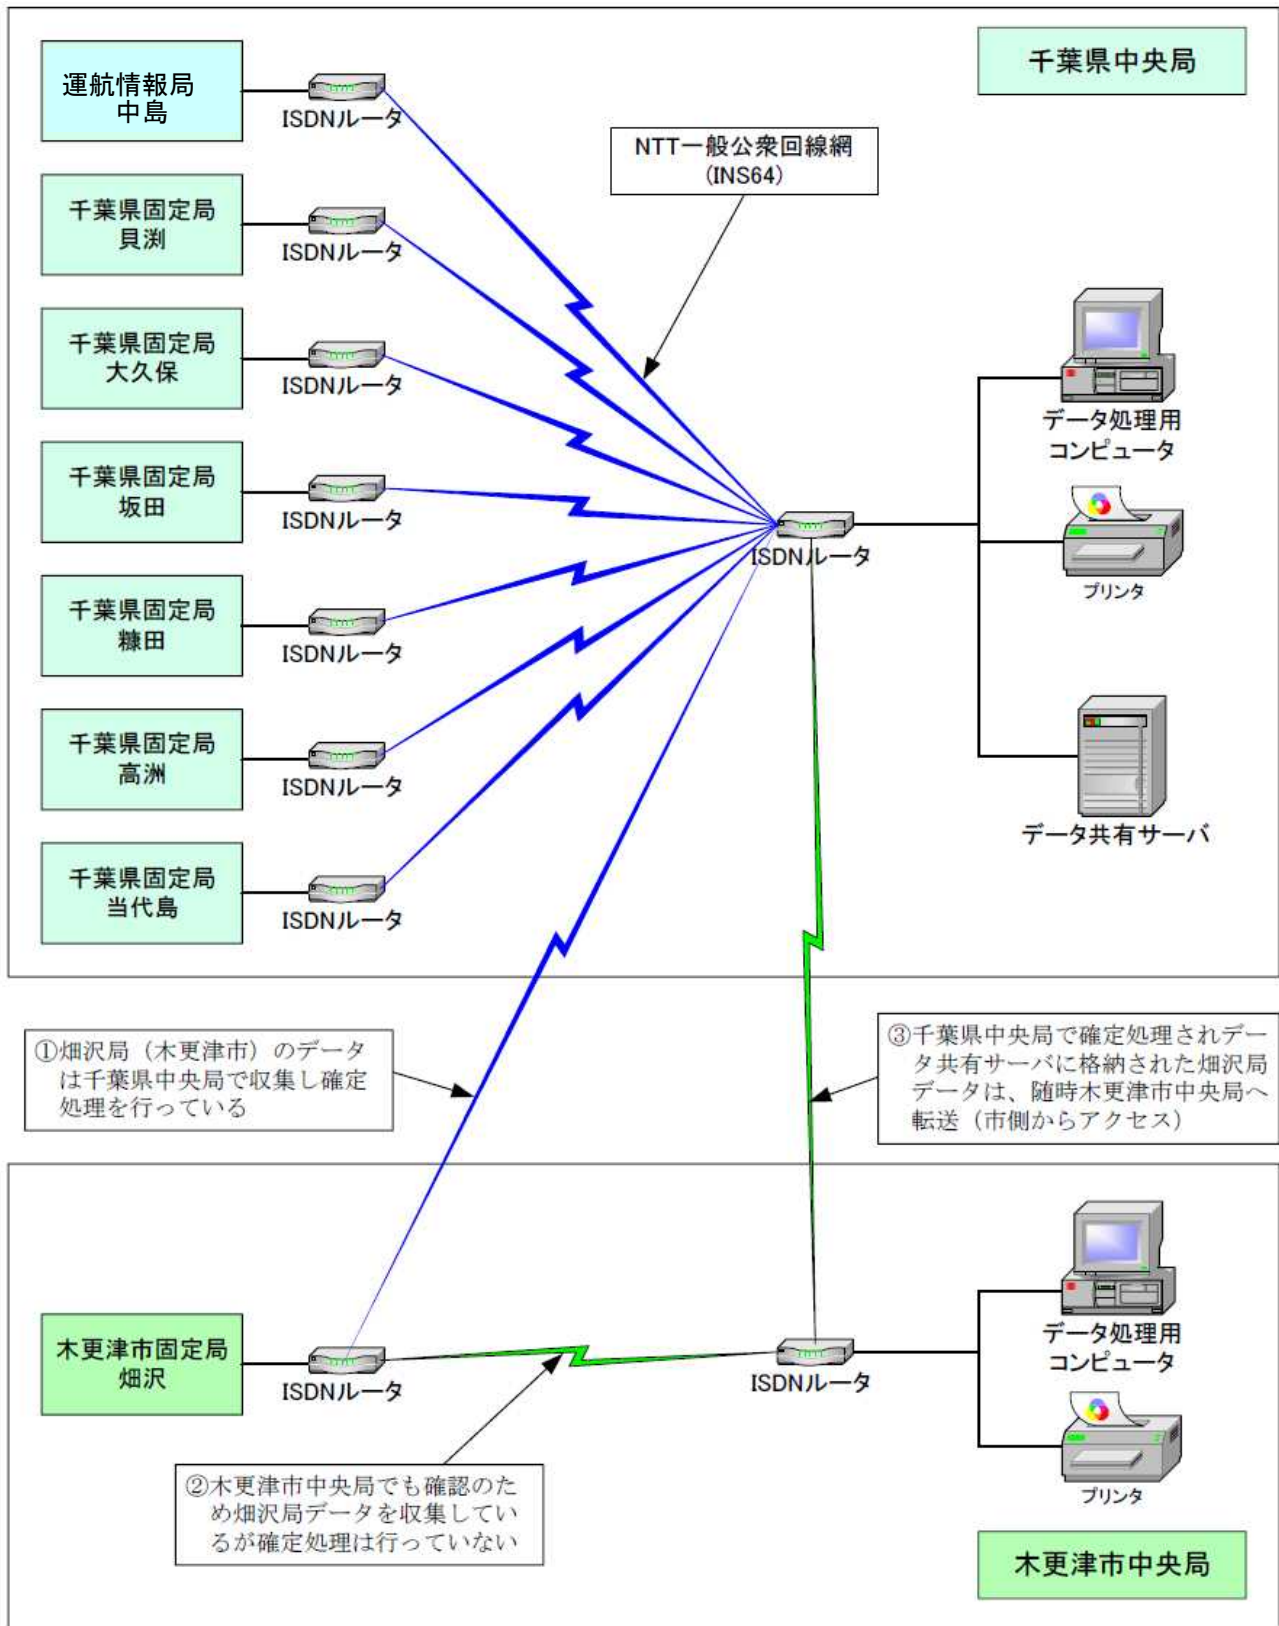 運航情報局
中島
ISDNルータ
千葉県中央局
NTT一般公衆回線網
(INS64)
千葉県固定局
貝渕
ISDNルータ
千葉県固定局
大久保
ISDNルータ
千葉県固定局
坂田
ISDNルータ
千葉県固定局
糠田
ISDNルータ
千葉県固定局
高洲
ISDNルータ
千葉県固定局
当代島
ISDNルータ
ISDNルータ
データ処理用
コンピュータ
プリンタ
データ共有サーバ
①畑沢局（木更津市）のデータ
は千葉県中央局で収集し確定
処理を行っている
③千葉県中央局で確定処理されデー
タ共有サーバに格納された畑沢局
データは、随時木更津市中央局へ
転送（市側からアクセス）
木更津市固定局
畑沢
ISDNルータ
ISDNルータ
データ処理用
コンピュータ
プリンタ
②木更津市中央局でも確認のた
め畑沢局データを収集してい
るが確定処理は行っていない
木更津市中央局